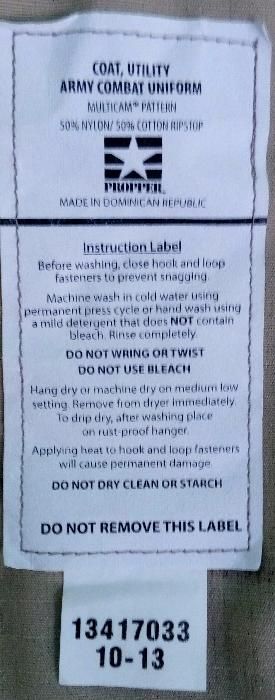 COAT, UTILITY
ARMY COMBAT UNIFORM
MULTICAM® PATTERN
50% NYLON/ 50% COTTON RIPSTOP
PROPPER®
MADE IN DOMINICAN REPUBLIC
Instruction Label
Before washing, close hook and loop
fasteners to prevent snagging.
Machine wash in cold water using
permanent press cycle or hand wash using
a mild detergent that does NOT contain
bleach. Rinse completely.
DO NOT WRING OR TWIST
DO NOT USE BLEACH
Hang dry or machine dry on medium low
setting. Remove from dryer immediately.
To drip dry, after washing place
on rust-proof hanger.
Applying heat to hook and loop fasteners
will cause permanent damage.
DO NOT DRY CLEAN OR STARCH
DO NOT REMOVE THIS LABEL
13417033
10-13